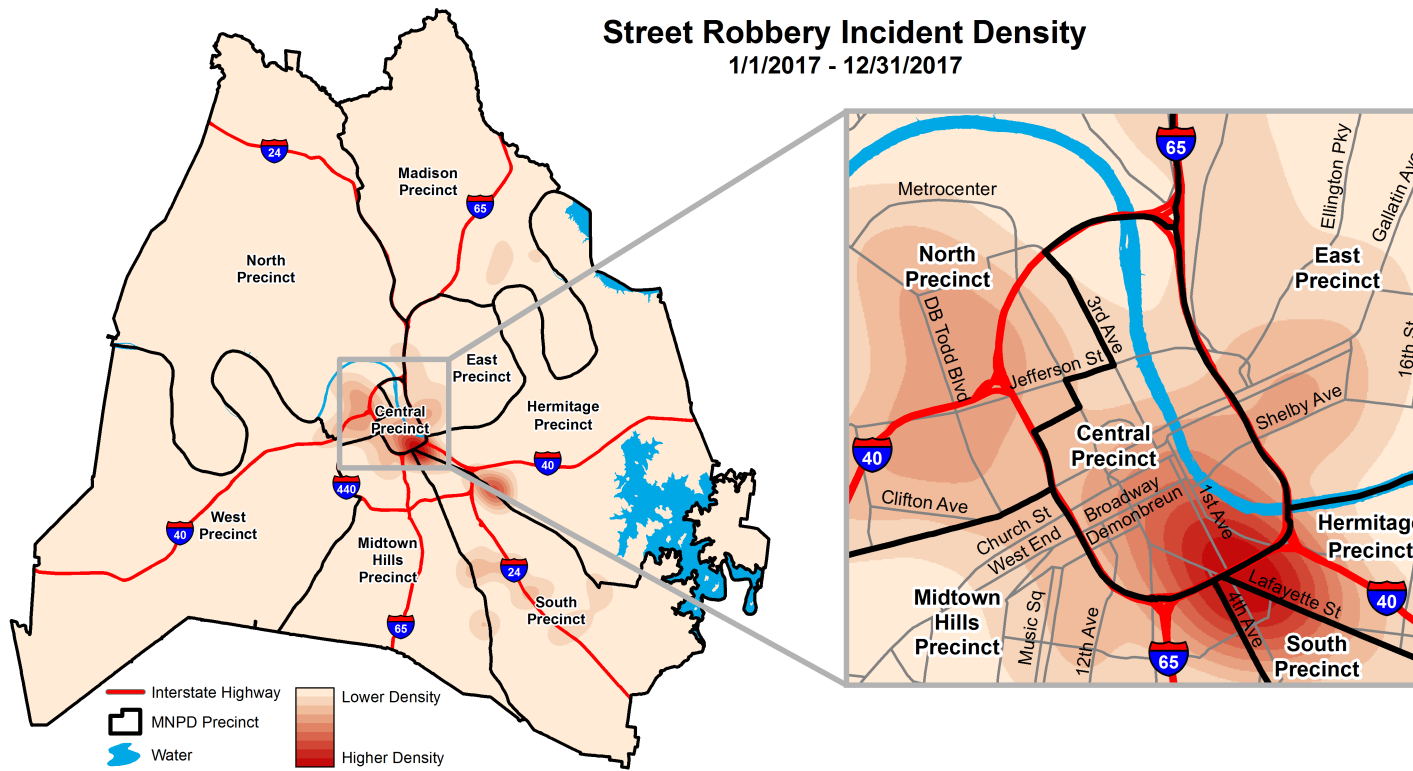 Street Robbery Incident Density
1/1/2017 - 12/31/2017
24
Madison
Precinct
65
North
Precinct
East
Precinct
Central
Precinct
Hermitage
Precinct
40
440
West
Precinct
40
Midtown
Hills
Precinct
24
South
Precinct
65
Interstate Highway
MNPD Precinct
Water
Lower Density
Higher Density
65
Metrocenter
Ellington Pky
Gallatin Ave
North
Precinct
East
Precinct
DB Todd Blvd
3rd Ave
16th St
Jefferson St
Shelby Ave
Central
Precinct
40
Clifton Ave
Broadway
Demonbreun
1st Ave
Church St
West End
Hermitage
Precinct
Midtown
Hills
Precinct
Music Sq
12th Ave
4th Ave
Lafayette St
40
65
South
Precinct